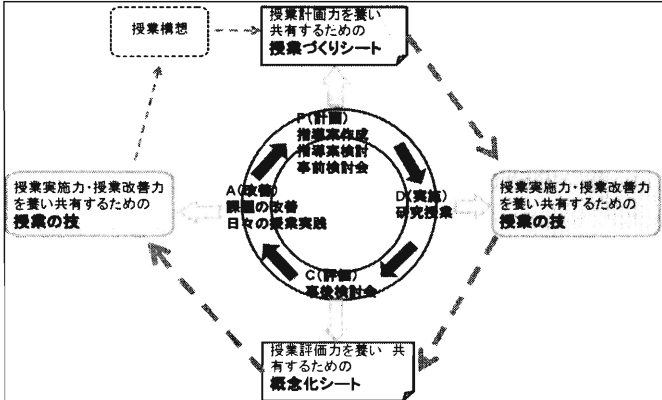 授業構想
授業計画力を養い
共有するための
授業づくりシート
P(計画)
指導案作成
指導案検討
事前検討会
授業実施力・授業改善力
を養い共有するための
授業の技
A(改善)
課題の改善
日々の授業実践
D(実施)
研究授業
授業実施力・授業改善力
を養い共有するための
授業の技
C(評価)
事後検討会
授業評価力を養い 共
有するための
概念化シート